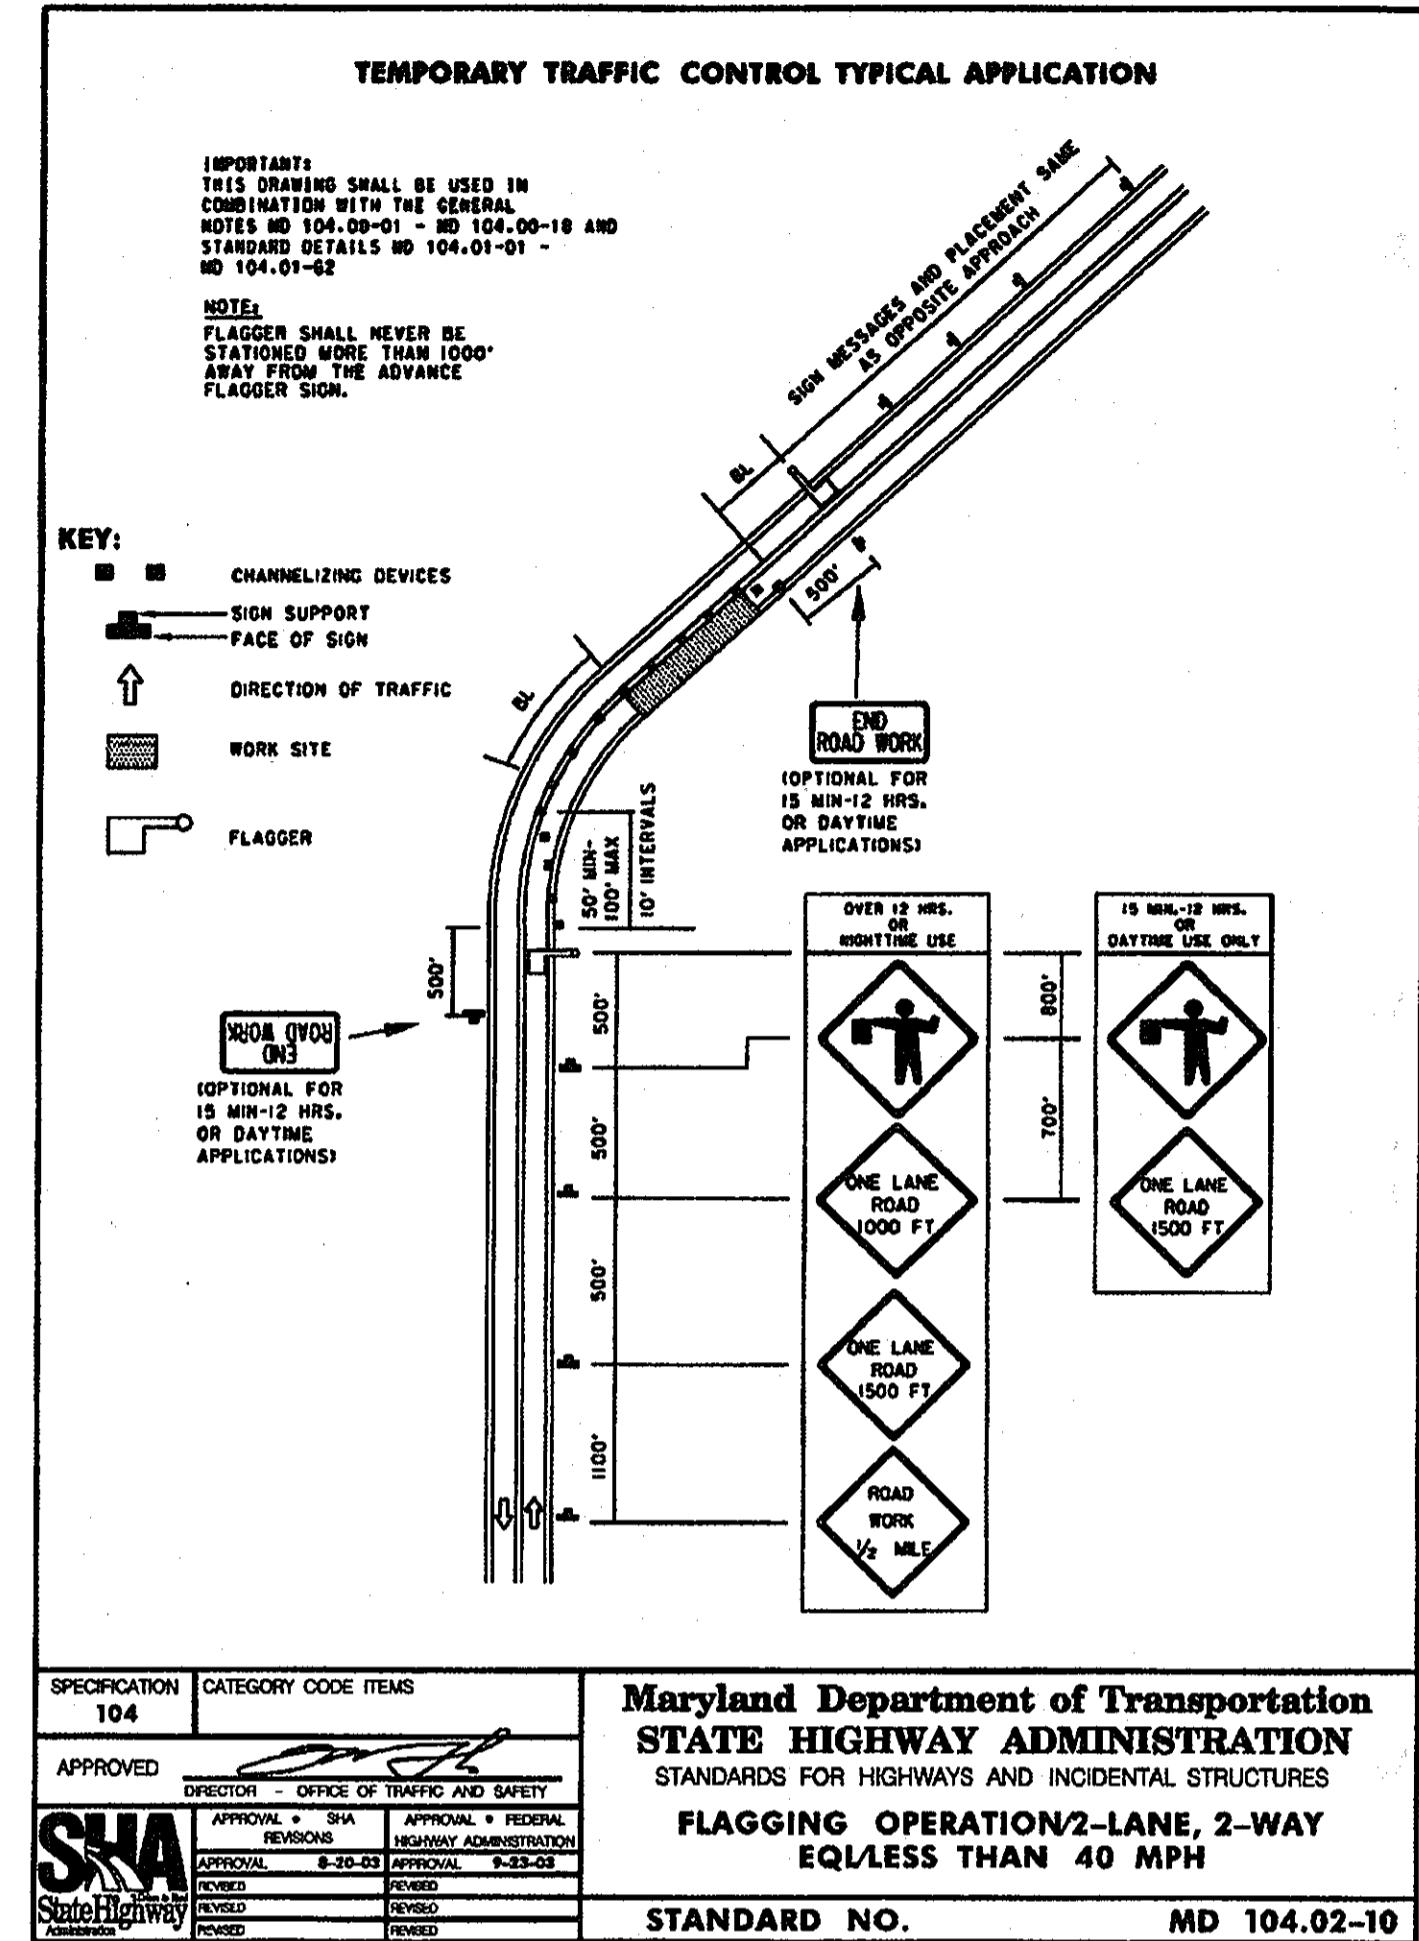 TEMPORARY TRAFFIC CONTROL TYPICAL APPLICATION
IMPORTANT:
THIS DRAWING SHALL BE USED IN
COMBINATION WITH THE GENERAL
NOTES MD 104.00-01 - MD 104.00-18 AND
STANDARD DETAILS MD 104.01-01 -
MD 104.01-62
NOTE:
FLAGGER SHALL NEVER BE
STATIONED MORE THAN 1000'
AWAY FROM THE ADVANCE
FLAGGER SIGN.
SIGN MESSAGES AND PLACEMENT SAME
AS OPPOSITE APPROACH
BL
500'
KEY:
CHANNELIZING DEVICES
SIGN SUPPORT
FACE OF SIGN
DIRECTION OF TRAFFIC
WORK SITE
FLAGGER
BL
END
ROAD WORK
(OPTIONAL FOR
15 MIN-12 HRS.
OR DAYTIME
APPLICATIONS)
50' MIN-
100' MAX
10' INTERVALS
500'
END
ROAD WORK
(OPTIONAL FOR
15 MIN-12 HRS.
OR DAYTIME
APPLICATIONS)
500'
500'
500'
1100'
OVER 12 HRS.
OR
NIGHTTIME USE
ONE LANE
ROAD
1000 FT
ONE LANE
ROAD
1500 FT
ROAD
WORK
1/2 MILE
800'
700'
15 MIN.-12 HRS.
OR
DAYTIME USE ONLY
ONE LANE
ROAD
1500 FT
SPECIFICATION
104
CATEGORY CODE ITEMS
APPROVED
DIRECTOR - OFFICE OF TRAFFIC AND SAFETY
SHA
State Highway
Administration
APPROVAL • SHA
REVISIONS
APPROVAL • FEDERAL
HIGHWAY ADMINISTRATION
APPROVAL 8-20-03
APPROVAL 9-23-03
REVISED
REVISED
REVISED
REVISED
REVISED
REVISED
Maryland Department of Transportation
STATE HIGHWAY ADMINISTRATION
STANDARDS FOR HIGHWAYS AND INCIDENTAL STRUCTURES
FLAGGING OPERATION/2-LANE, 2-WAY
EQL/LESS THAN 40 MPH
STANDARD NO. MD 104.02-10